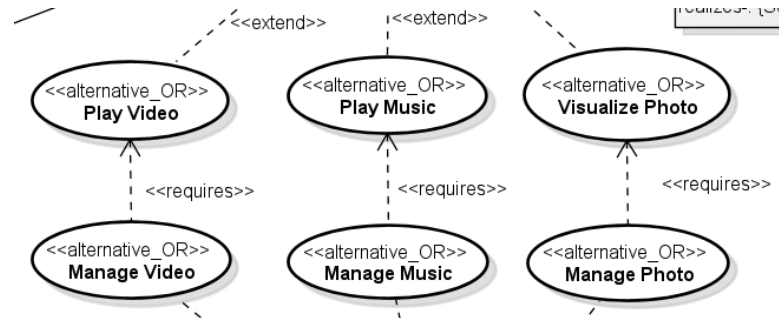 <<extend>>
<<extend>>
<<alternative_OR>>
Play Video
<<alternative_OR>>
Play Music
<<alternative_OR>>
Visualize Photo
<<requires>>
<<requires>>
<<requires>>
<<alternative_OR>>
Manage Video
<<alternative_OR>>
Manage Music
<<alternative_OR>>
Manage Photo